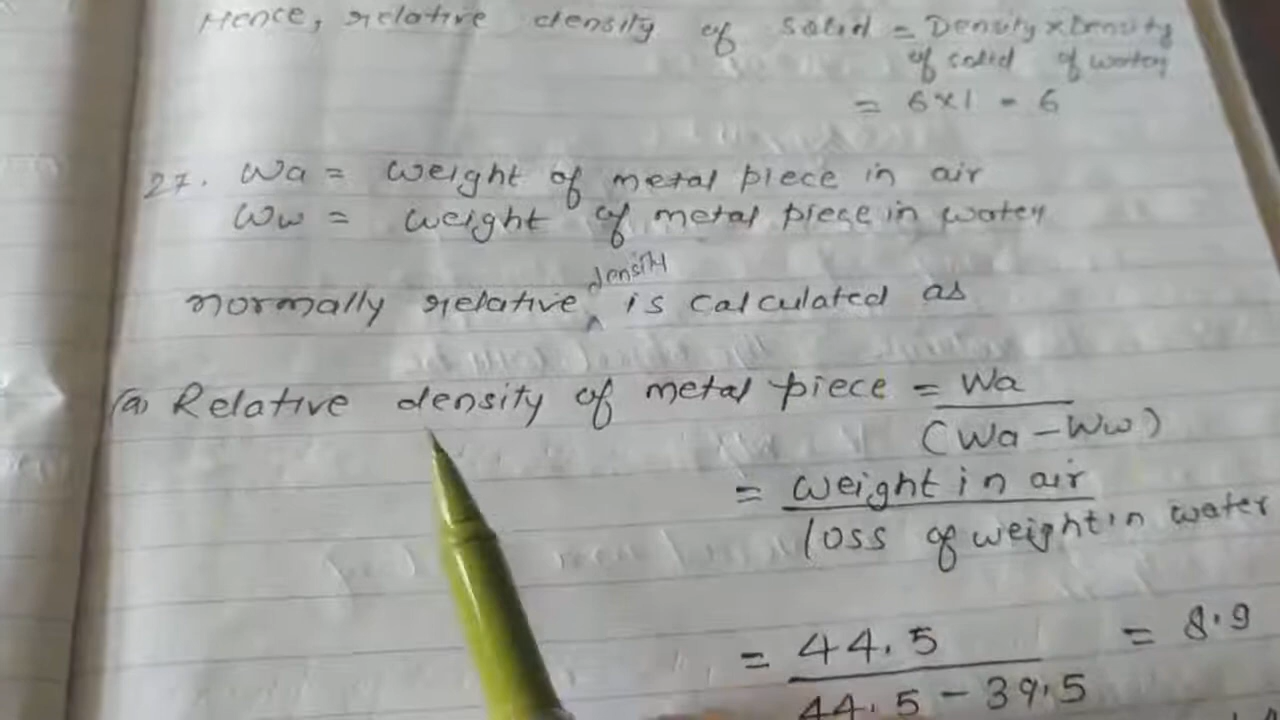 Hence, relative density of solid = Density × Density
of solid of water
= 6×1 = 6
27. Wa = weight of metal piece in air
Ww = weight of metal piece in water
density
normally relative ^ is calculated as
(a) Relative density of metal piece = Wa
(Wa - Ww)
= weight in air
loss of weight in water
= 44.5 = 8.9
44.5 - 39.5